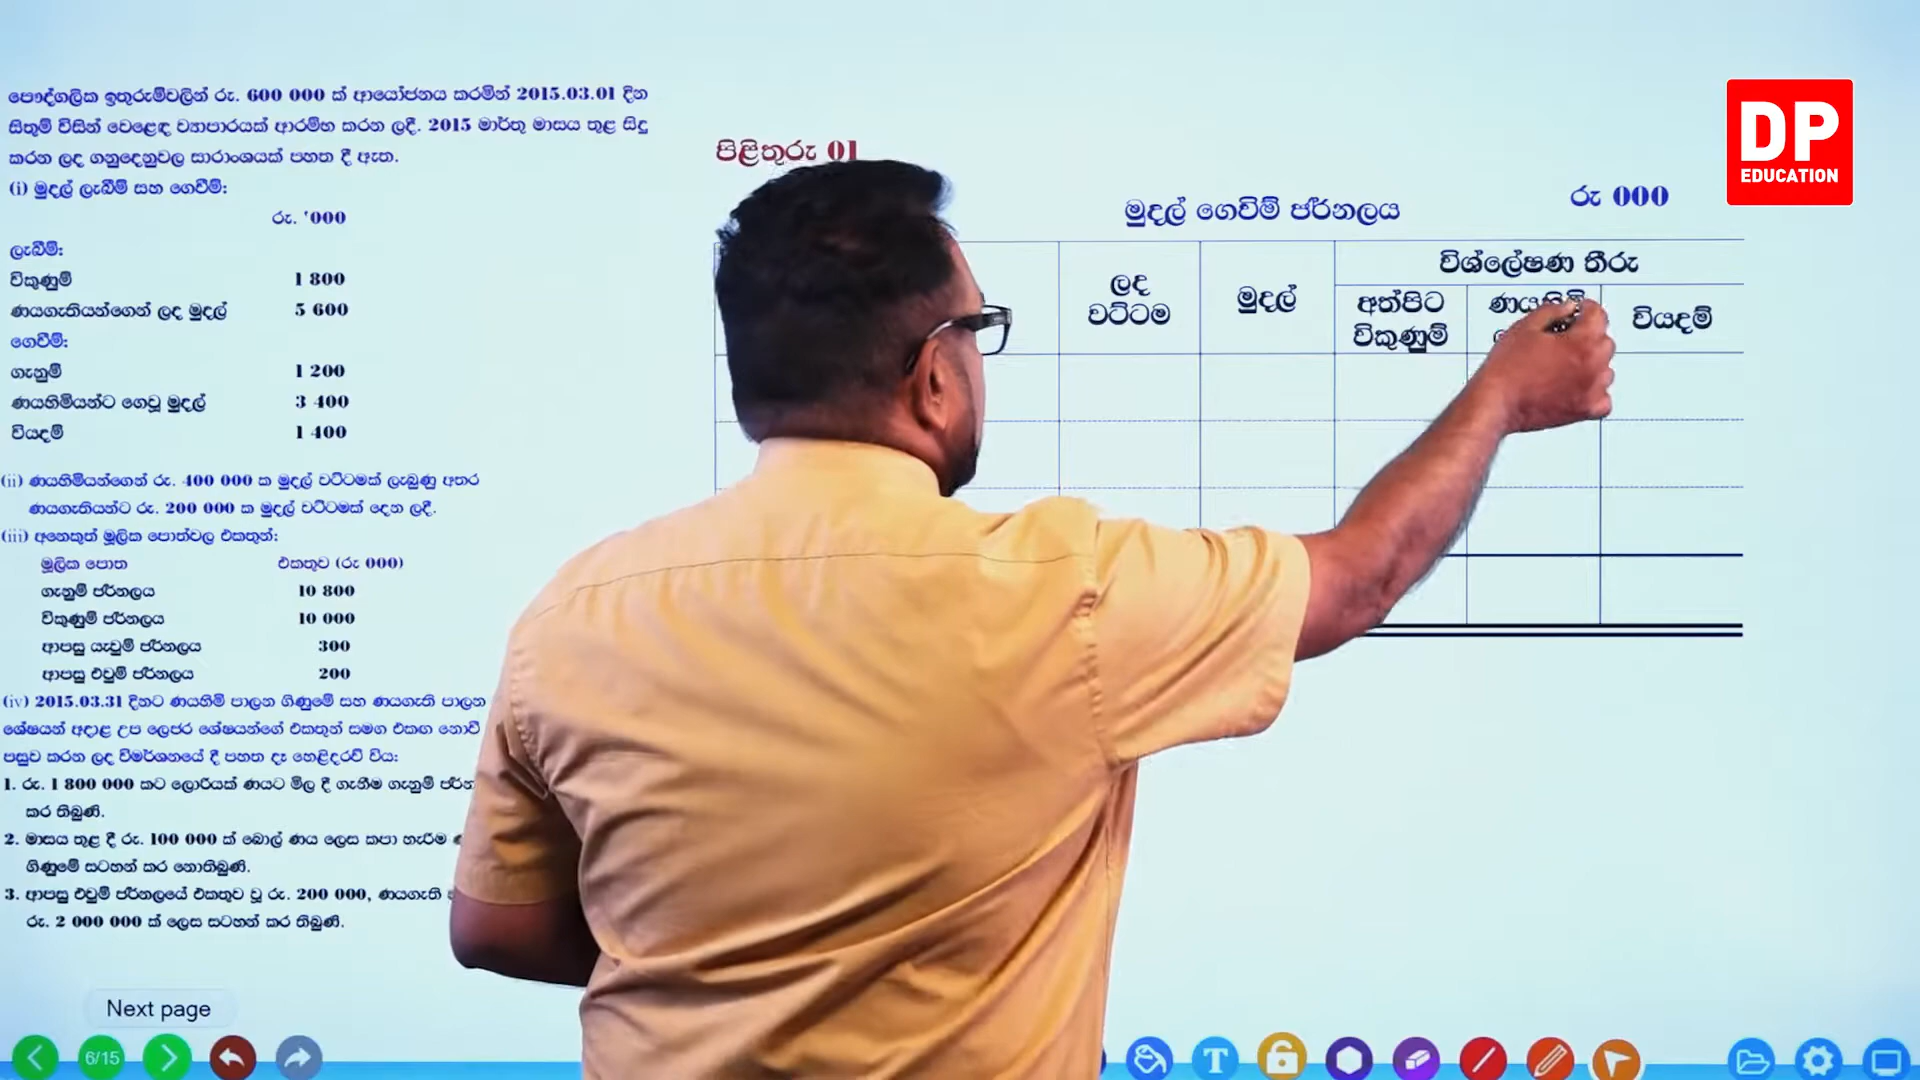 පෞද්ගලික ඉතුරුම්වලින් රු. 600 000 ක් ආයෝජනය කරමින් 2015.03.01 දින
සිතුම් විසින් වෙළෙඳ ව්‍යාපාරයක් ආරම්භ කරන ලදී. 2015 මාර්තු මාසය තුළ සිදු
කරන ලද ගනුදෙනුවල සාරාංශයක් පහත දී ඇත.
(i) මුදල් ලැබීම් සහ ගෙවීම්:
රු. '000
ලැබීම්:
විකුණුම් 1 800
ණයගැතියන්ගෙන් ලද මුදල් 5 600
ගෙවීම්:
ගැනුම් 1 200
ණයහිමියන්ට ගෙවූ මුදල් 3 400
වියදම් 1 400
(ii) ණයහිමියන්ගෙන් රු. 400 000 ක මුදල් වට්ටමක් ලැබුණු අතර
ණයගැතියන්ට රු. 200 000 ක මුදල් වට්ටමක් දෙන ලදී.
(iii) අනෙකුත් මූලික පොත්වල එකතුන්:
මූලික පොත එකතුව (රු 000)
ගැනුම් ජර්නලය 10 800
විකුණුම් ජර්නලය 10 000
ආපසු යැවුම් ජර්නලය 300
ආපසු එවුම් ජර්නලය 200
(iv) 2015.03.31 දිනට ණයහිමි පාලන ගිණුමේ සහ ණයගැති පාලන
ශේෂයන් අදාළ උප ලෙජර ශේෂයන්ගේ එකතුන් සමග එකඟ නොවී
පසුව කරන ලද විමර්ශනයේ දී පහත දෑ හෙළිදරව් විය:
1. රු. 1 800 000 කට ලොරියක් ණයට මිල දී ගැනීම ගැනුම්
කර තිබුණි.
2. මාසය තුළ දී රු. 100 000 ක් බොල් ණය ලෙස කපා හැරීම
ගිණුමේ සටහන් කර නොතිබුණි.
3. ආපසු එවුම් ජර්නලයේ එකතුව වූ රු. 200 000, ණයගැති
රු. 2 000 000 ක් ලෙස සටහන් කර තිබුණි.
Next page
6/15
පිළිතුරු 01
මුදල් ගෙවීම් ජර්නලය රු 000
ලද වට්ටම
මුදල්
විශ්ලේෂණ තීරු
අත්පිට විකුණුම්
වියදම්
DP
EDUCATION
T